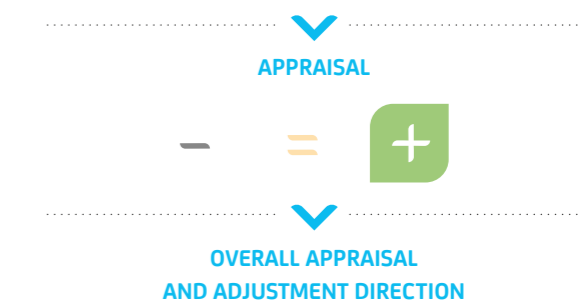 APPRAISAL
– = +
OVERALL APPRAISAL
AND ADJUSTMENT DIRECTION